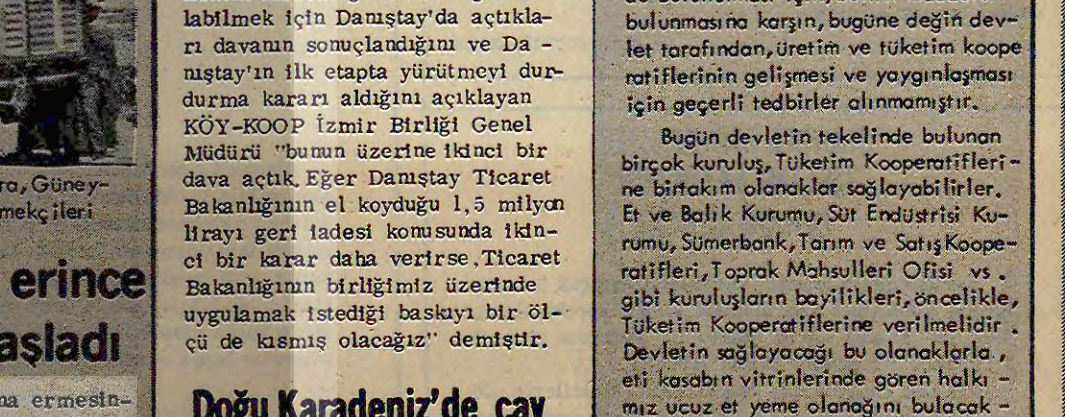 ra, Güney-
mekçileri
erince
aşladı
na ermesin-
labilmek için Danıştay'da açtıkla-
rı davanın sonuçlandığını ve Da -
nıştay'ın ilk etapta yürütmeyi dur-
durma kararı aldığını açıklayan
KÖY-KOOP İzmir Birliği Genel
Müdürü "bunun üzerine ikinci bir
dava açtık. Eğer Danıştay Ticaret
Bakanlığının el koyduğu 1,5 milyon
lirayı geri iadesi konusunda ikin-
ci bir karar daha verirse, Ticaret
Bakanlığının birliğimiz üzerinde
uygulamak istediği baskıyı bir öl-
çü de kısmış olacağız" demiştir.
Doğu Karadeniz'de çay
bulunmasına karşın, bugüne değin dev-
let tarafından, üretim ve tüketim koope
ratiflerinin gelişmesi ve yaygınlaşması
için geçerli tedbirler alınmamıştır.
Bugün devletin tekelinde bulunan
birçok kuruluş, Tüketim Kooperatifleri-
ne birtakım olanaklar sağlayabilirler.
Et ve Balık Kurumu, Süt Endüstrisi Ku-
rumu, Sümerbank, Tarım ve Satış Koope-
ratifleri, Toprak Mahsulleri Ofisi vs .
gibi kuruluşların bayilikleri, öncelikle,
Tüketim Kooperatiflerine verilmelidir .
Devletin sağlayacağı bu olanaklarla.,
eti kasabın vitrinlerinde gören halkı -
mız ucuz et yeme olanağını bulacak -